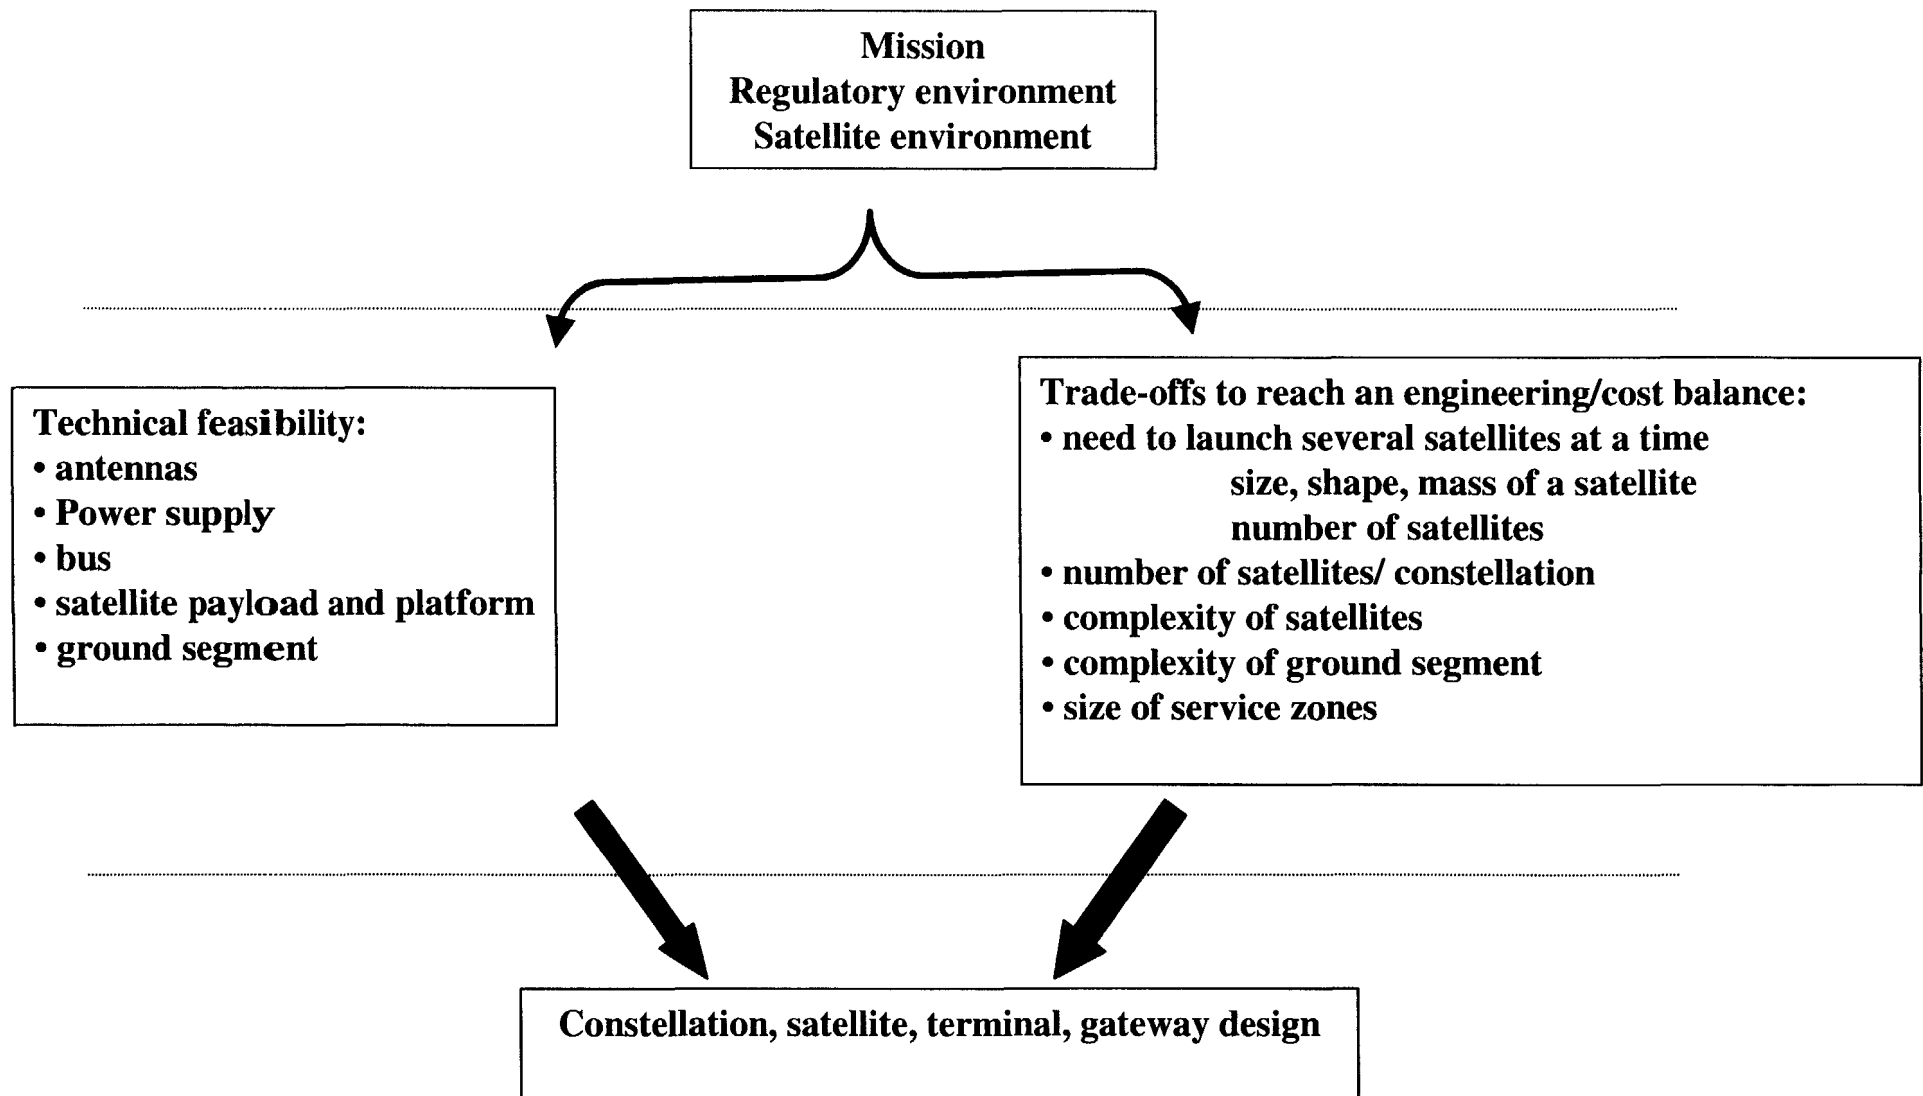 Mission
Regulatory environment
Satellite environment
Technical feasibility:
• antennas
• Power supply
• bus
• satellite payload and platform
• ground segment
Trade-offs to reach an engineering/cost balance:
• need to launch several satellites at a time
size, shape, mass of a satellite
number of satellites
• number of satellites/ constellation
• complexity of satellites
• complexity of ground segment
• size of service zones
Constellation, satellite, terminal, gateway design